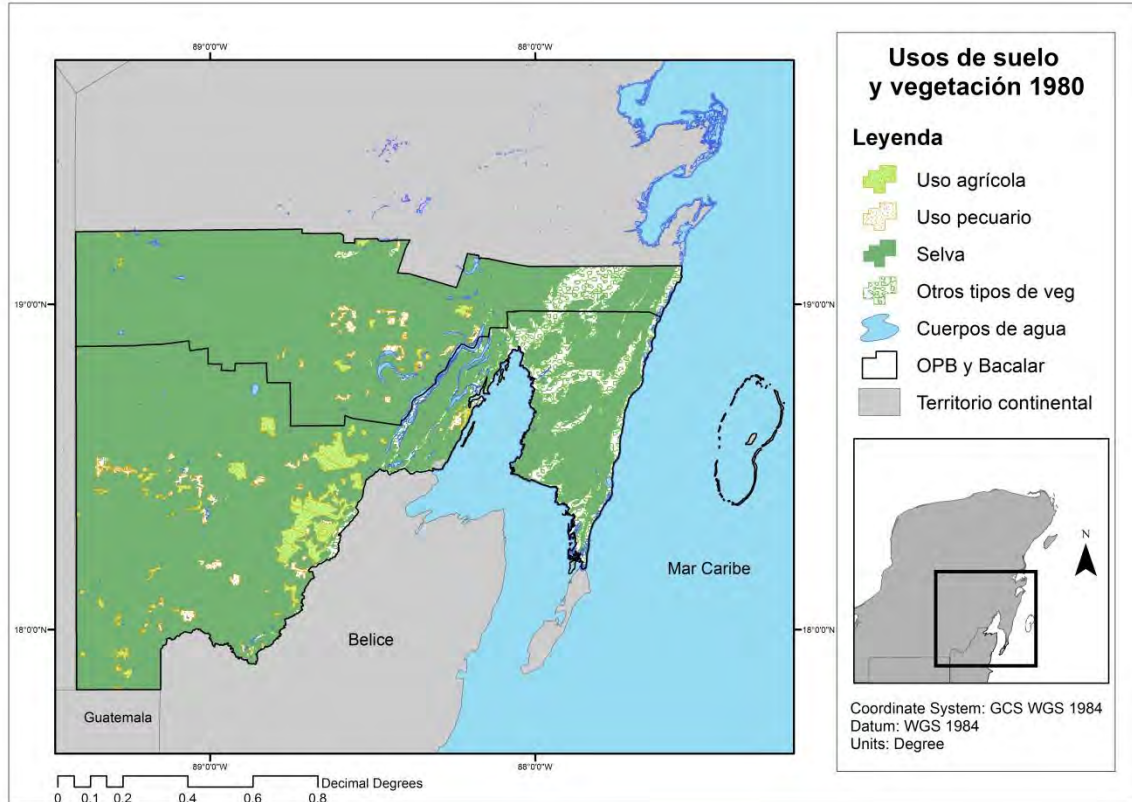 89°0'0"W
88°0'0"W
19°0'0"N
19°0'0"N
18°0'0"N
18°0'0"N
Mar Caribe
Belice
Guatemala
89°0'0"W
88°0'0"W
Decimal Degrees
0 0.1 0.2 0.4 0.6 0.8
Usos de suelo
y vegetación 1980
Leyenda
Uso agrícola
Uso pecuario
Selva
Otros tipos de veg
Cuerpos de agua
OPB y Bacalar
Territorio continental
N
Coordinate System: GCS WGS 1984
Datum: WGS 1984
Units: Degree